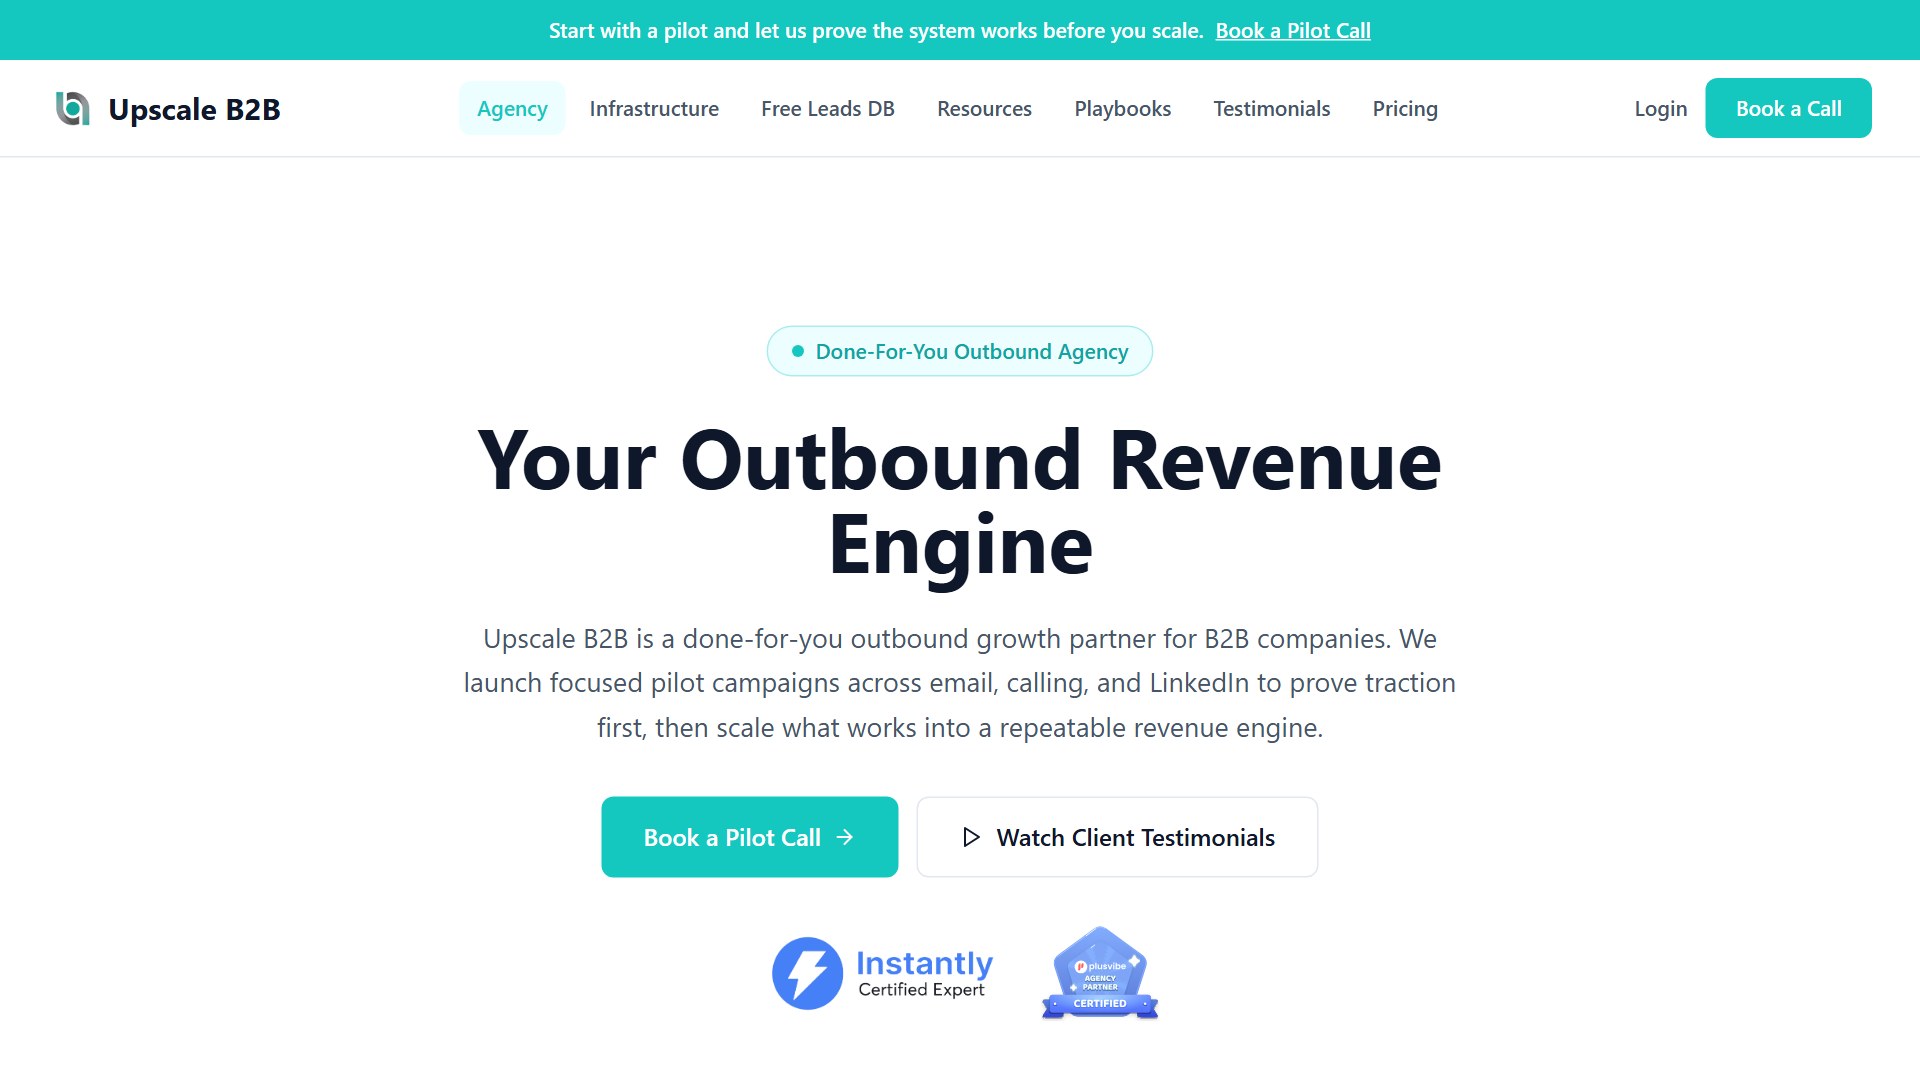 Start with a pilot and let us prove the system works before you scale. Book a Pilot Call
Upscale B2B
Agency
Infrastructure
Free Leads DB
Resources
Playbooks
Testimonials
Pricing
Login
Book a Call
Done-For-You Outbound Agency
Your Outbound Revenue
Engine
Upscale B2B is a done-for-you outbound growth partner for B2B companies. We
launch focused pilot campaigns across email, calling, and LinkedIn to prove traction
first, then scale what works into a repeatable revenue engine.
Book a Pilot Call
Watch Client Testimonials
Instantly
Certified Expert
plusvibe
AGENCY
PARTNER
CERTIFIED